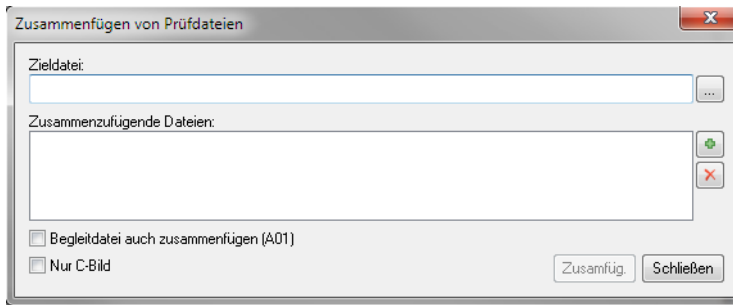 Zusammenfügen von Prüfdateien
Zieldatei:
...
Zusammenzufügende Dateien:
Begleitdatei auch zusammenfügen (A01)
Nur C-Bild
Zusamfüg. Schließen